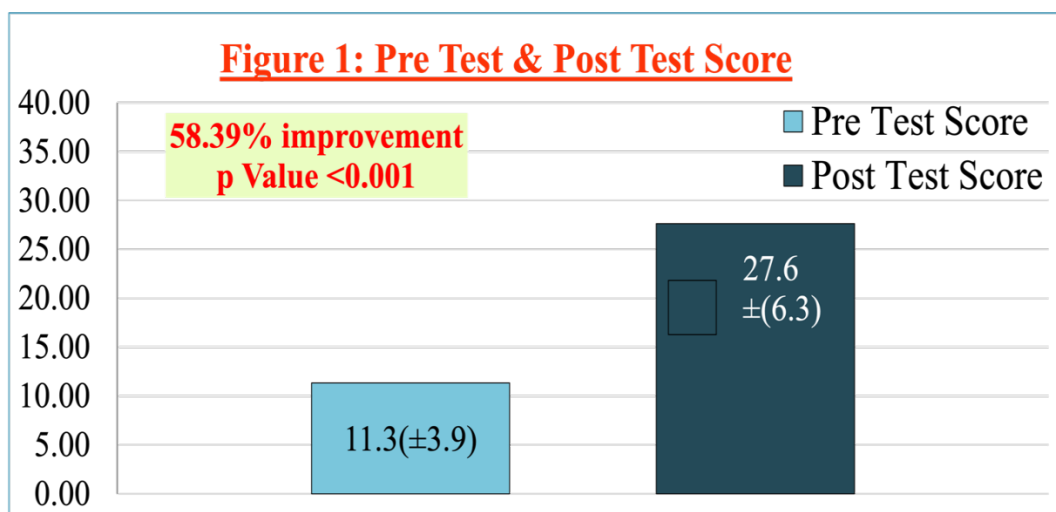 Figure 1: Pre Test & Post Test Score
40.00
35.00
30.00
25.00
20.00
15.00
10.00
5.00
0.00
58.39% improvement
p Value <0.001
Pre Test Score
Post Test Score
11.3(±3.9)
27.6
±(6.3)